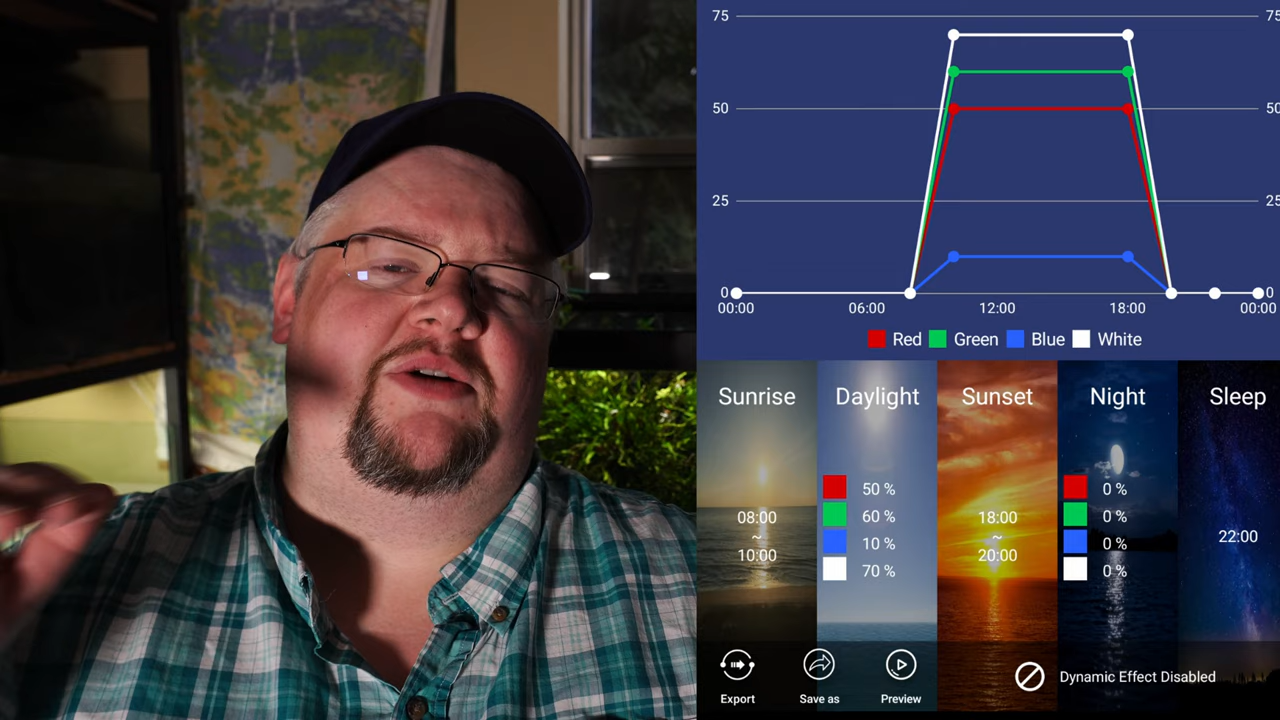 75 75
50 50
25 25
0 0
00:00 06:00 12:00 18:00 00:00
Red Green Blue White
Sunrise Daylight Sunset Night Sleep
50 % 0 %
60 % 0 %
10 % 0 %
70 % 0 %
08:00
~
10:00
18:00
~
20:00
22:00
Export Save as Preview Dynamic Effect Disabled